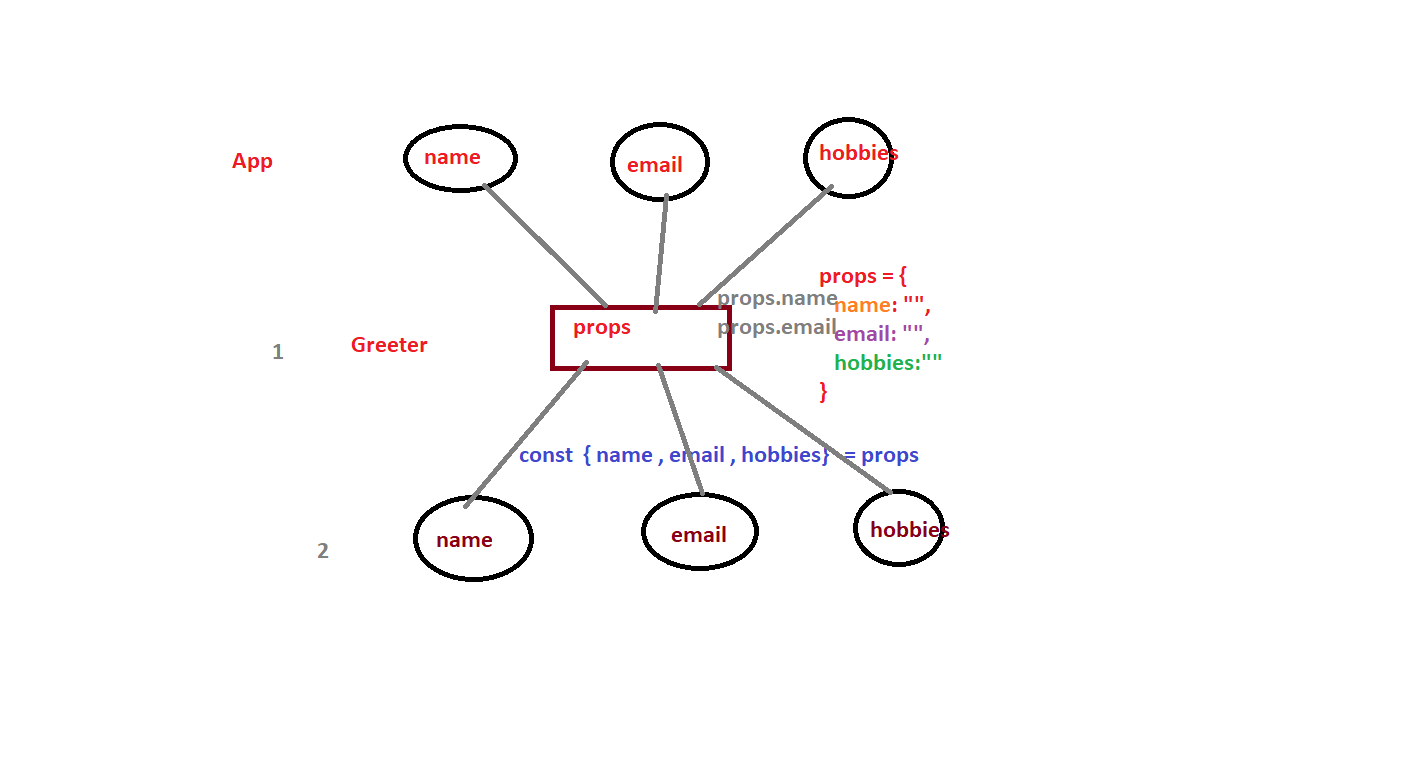 App
name
email
hobbies
props = {
props.name
name: "",
props
props.email
email: "",
1
Greeter
hobbies:""
}
const { name , email , hobbies} = props
2
name
email
hobbies